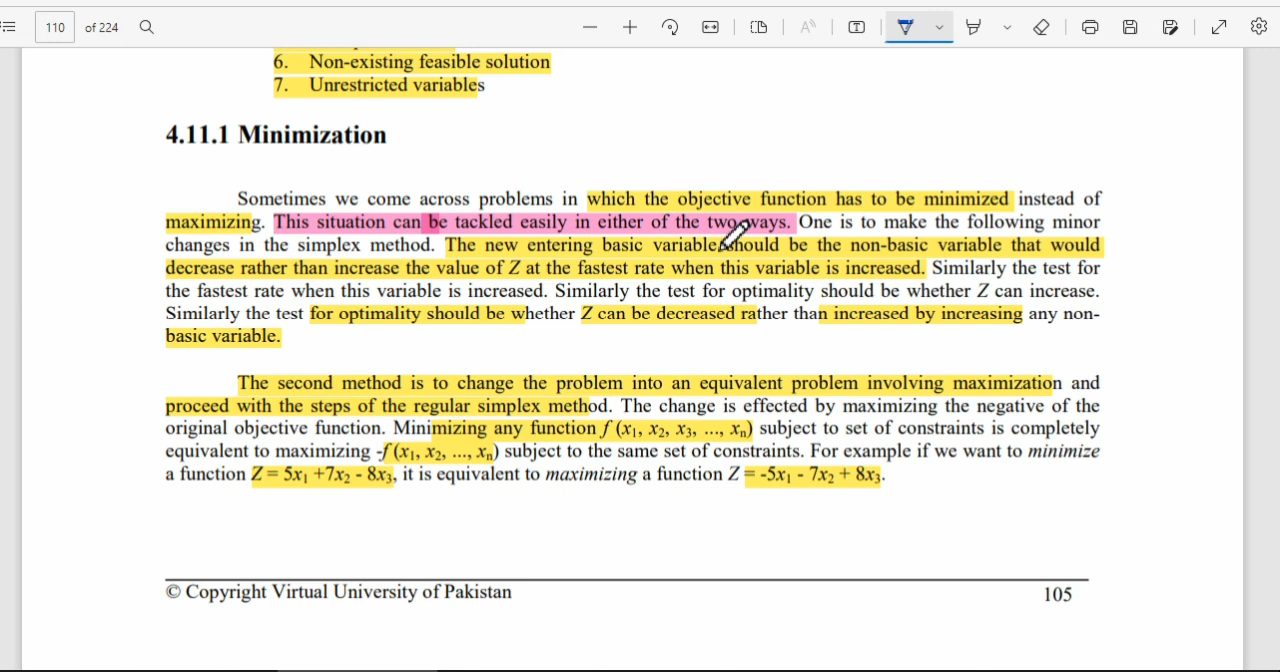 110 of 224
6. Non-existing feasible solution
7. Unrestricted variables
4.11.1 Minimization
Sometimes we come across problems in which the objective function has to be minimized instead of
maximizing. This situation can be tackled easily in either of the two ways. One is to make the following minor
changes in the simplex method. The new entering basic variable should be the non-basic variable that would
decrease rather than increase the value of Z at the fastest rate when this variable is increased. Similarly the test for
the fastest rate when this variable is increased. Similarly the test for optimality should be whether Z can increase.
Similarly the test for optimality should be whether Z can be decreased rather than increased by increasing any non-
basic variable.
The second method is to change the problem into an equivalent problem involving maximization and
proceed with the steps of the regular simplex method. The change is effected by maximizing the negative of the
original objective function. Minimizing any function f (x₁, x₂, x₃, ..., xₙ) subject to set of constraints is completely
equivalent to maximizing -f (x₁, x₂, ..., xₙ) subject to the same set of constraints. For example if we want to minimize
a function Z = 5x₁ +7x₂ - 8x₃, it is equivalent to maximizing a function Z = -5x₁ - 7x₂ + 8x₃.
© Copyright Virtual University of Pakistan 105